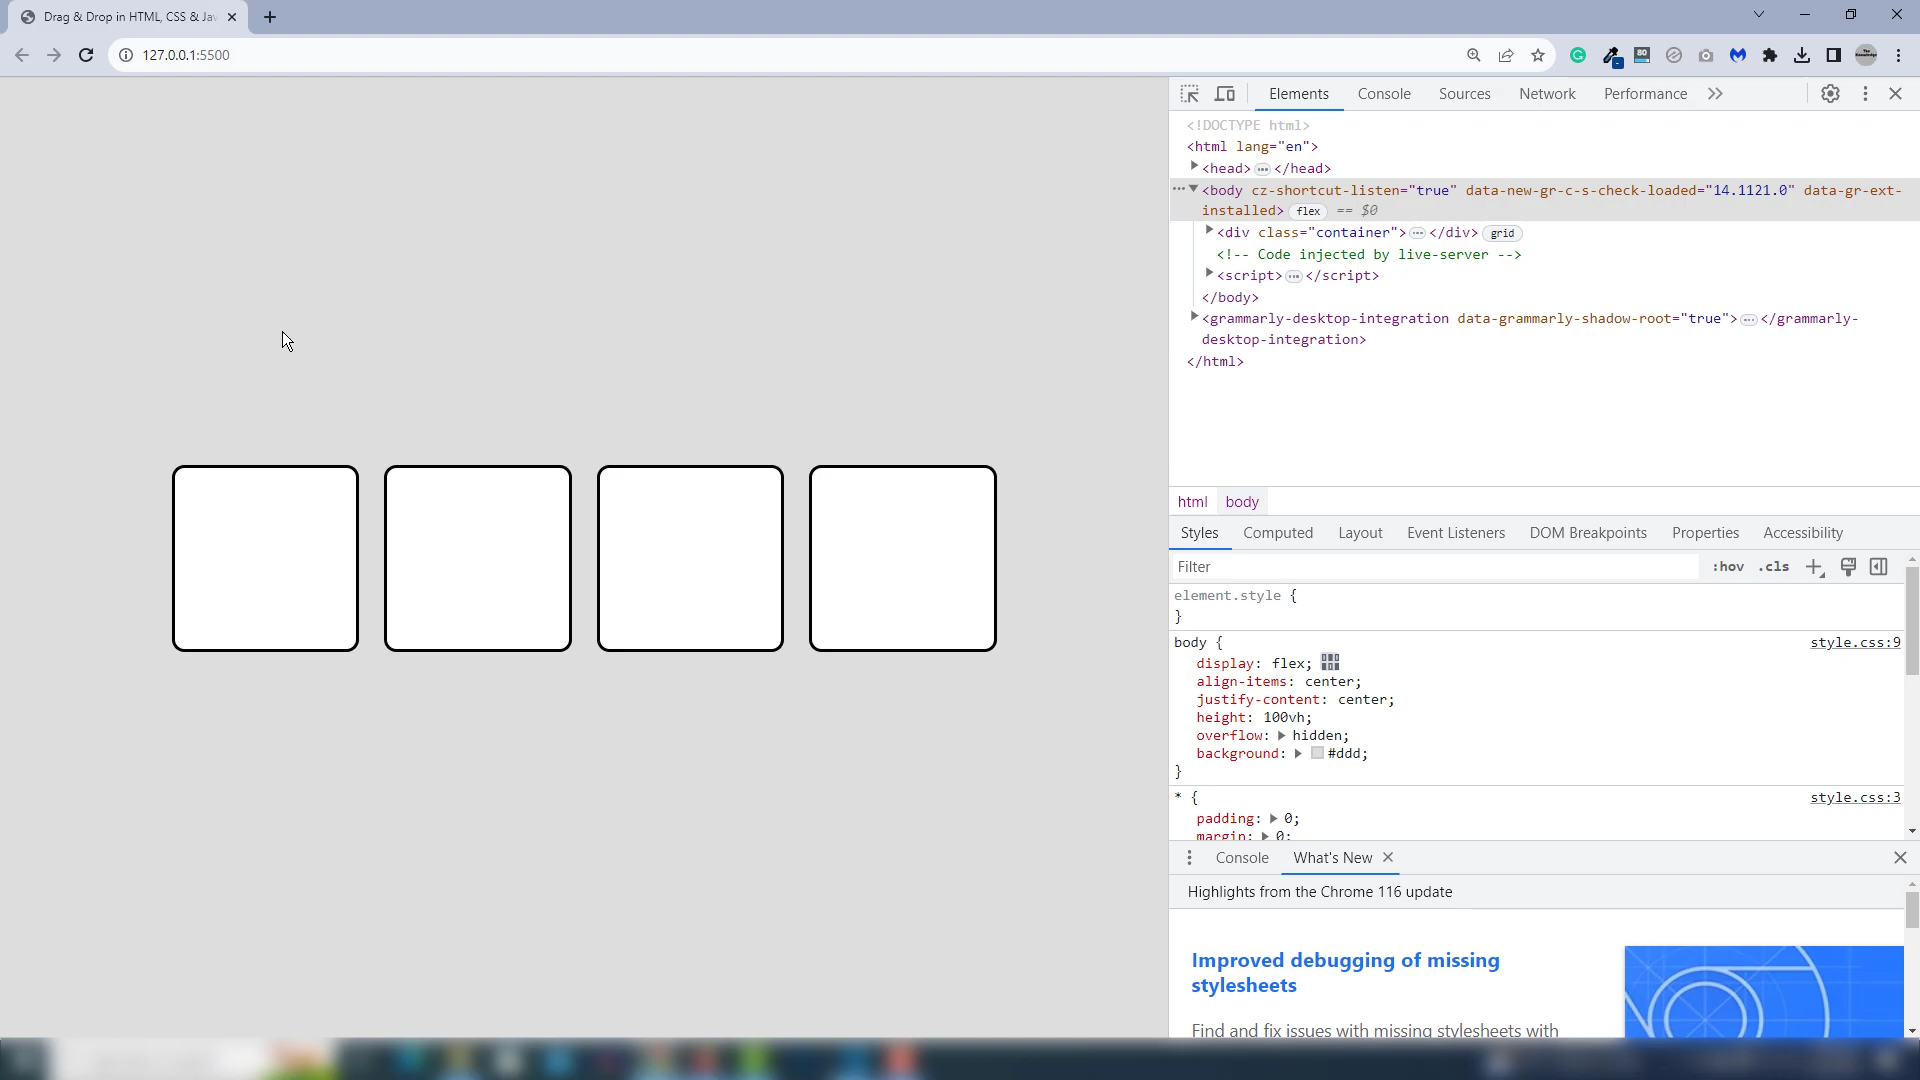 Drag & Drop in HTML, CSS & Jav
127.0.0.1:5500
80
Elements
Console
Sources
Network
Performance
<!DOCTYPE html>
<html lang="en">
<head> ••• </head>
••• <body cz-shortcut-listen="true" data-new-gr-c-s-check-loaded="14.1121.0" data-gr-ext-
installed> flex == $0
<div class="container"> ••• </div> grid
<!-- Code injected by live-server -->
<script> ••• </script>
</body>
<grammarly-desktop-integration data-grammarly-shadow-root="true"> ••• </grammarly-
desktop-integration>
</html>
html body
Styles Computed Layout Event Listeners DOM Breakpoints Properties Accessibility
Filter :hov .cls
element.style {
}
body { style.css:9
display: flex;
align-items: center;
justify-content: center;
height: 100vh;
overflow: hidden;
background: #ddd;
}
* { style.css:3
padding: 0;
margin: 0;
Console What's New
Highlights from the Chrome 116 update
Improved debugging of missing
stylesheets
Find and fix issues with missing stylesheets with